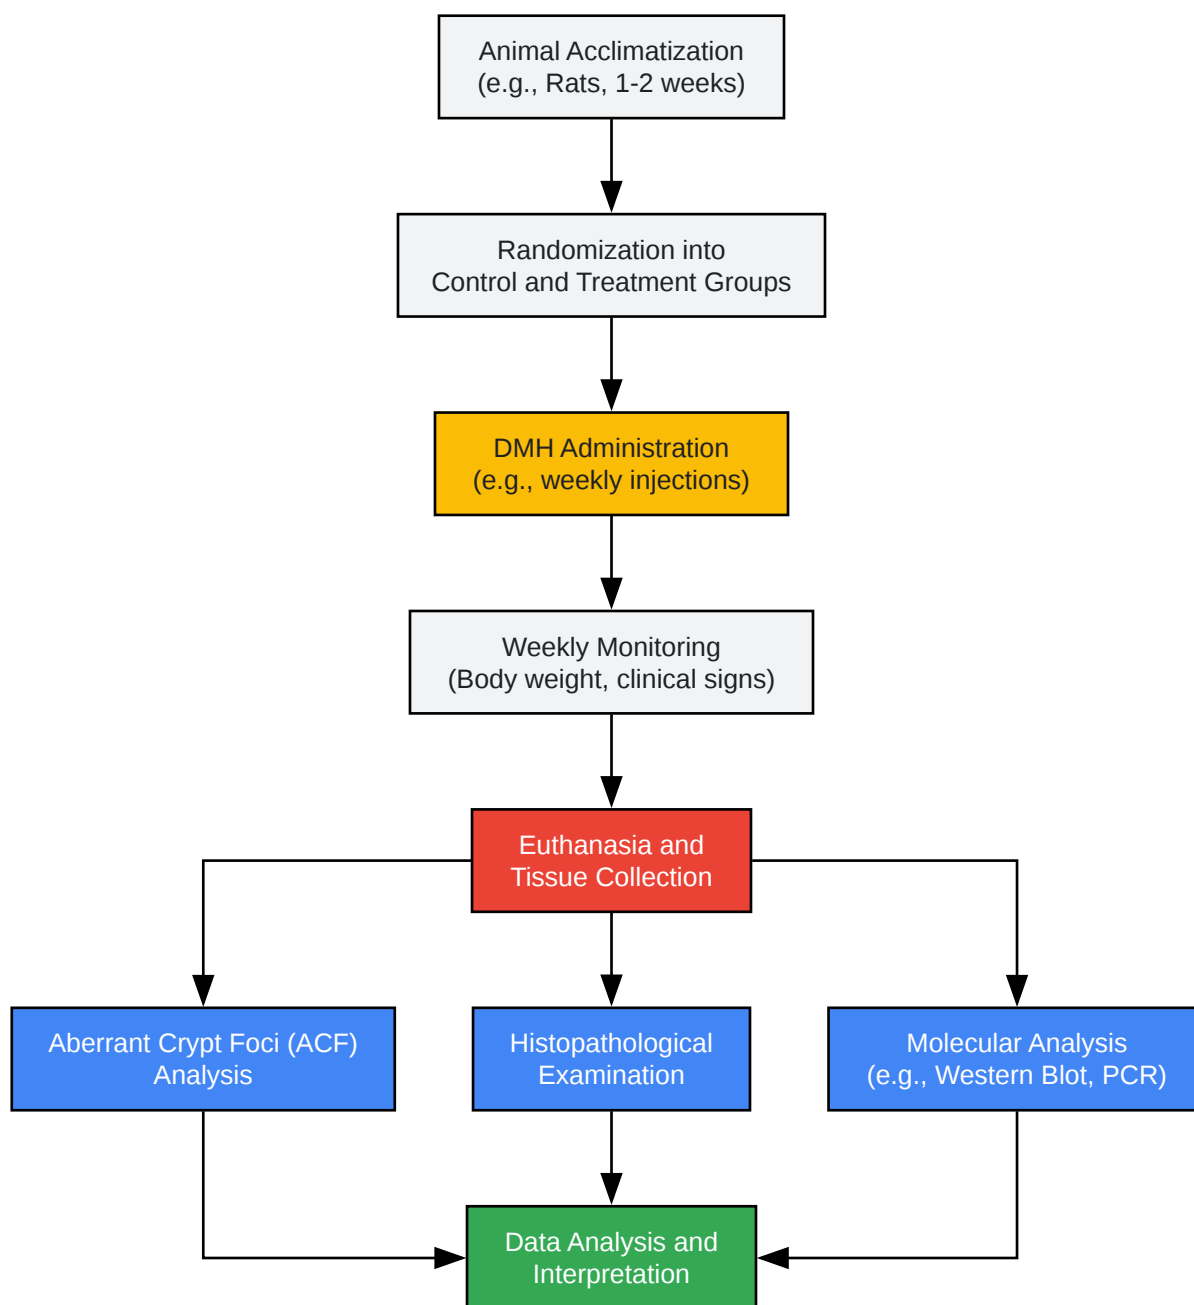 Animal Acclimatization
(e.g., Rats, 1-2 weeks)
Randomization into
Control and Treatment Groups
DMH Administration
(e.g., weekly injections)
Weekly Monitoring
(Body weight, clinical signs)
Euthanasia and
Tissue Collection
Aberrant Crypt Foci (ACF)
Analysis
Histopathological
Examination
Molecular Analysis
(e.g., Western Blot, PCR)
Data Analysis and
Interpretation